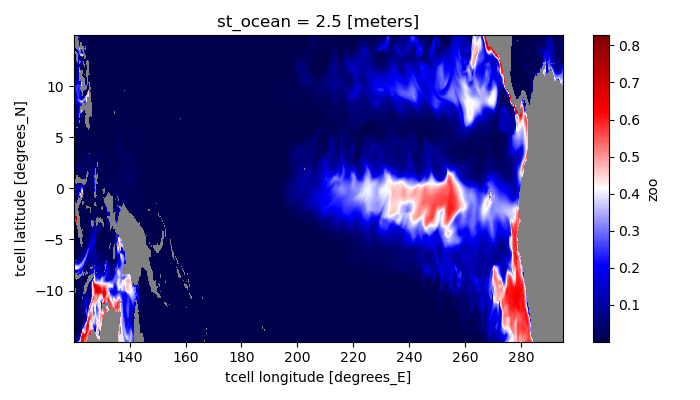 st_ocean = 2.5 [meters]
tcell latitude [degrees_N]
10
5
0
−5
−10
140 160 180 200 220 240 260 280
tcell longitude [degrees_E]
0.8
0.7
0.6
0.5
0.4
0.3
0.2
0.1
zoo